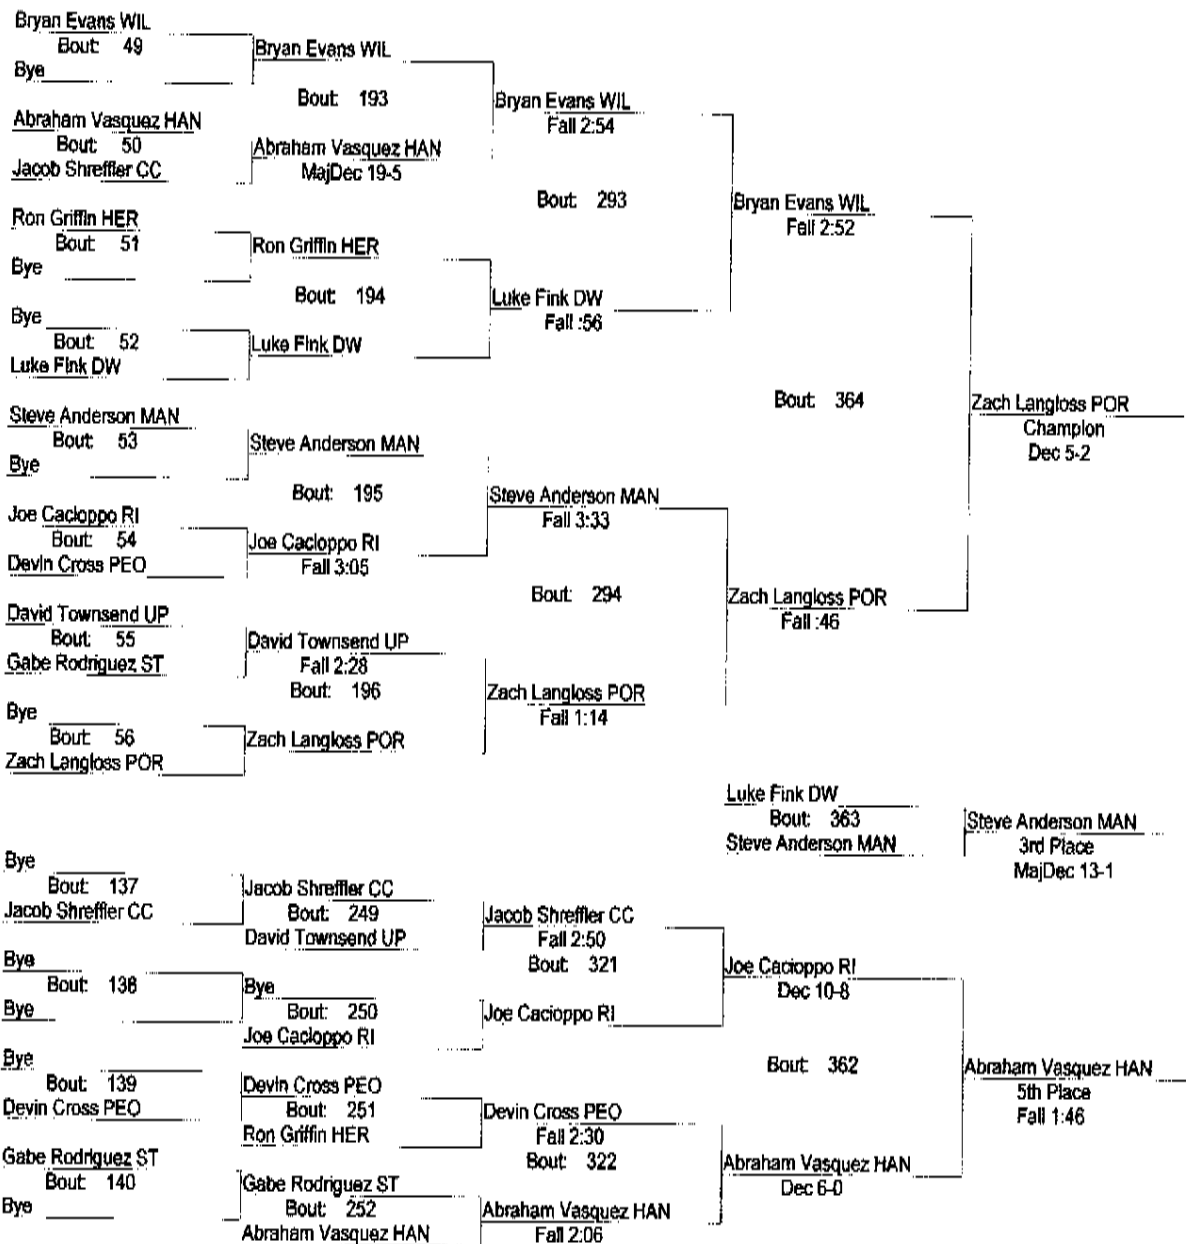 Bryan Evans WIL
Bout: 49
Bye
Bryan Evans WIL
Bout: 193
Abraham Vasquez HAN
Bout: 50
Jacob Shreffler CC
Abraham Vasquez HAN
MajDec 19-5
Bryan Evans WIL
Fall 2:54
Bout: 293
Ron Griffin HER
Bout: 51
Bye
Ron Griffin HER
Bout: 194
Bye
Bout: 52
Luke Fink DW
Luke Fink DW
Luke Fink DW
Fall :56
Bryan Evans WIL
Fall 2:52
Bout: 364
Steve Anderson MAN
Bout: 53
Bye
Steve Anderson MAN
Bout: 195
Joe Cacioppo RI
Bout: 54
Devin Cross PEO
Joe Cacioppo RI
Fall 3:05
Steve Anderson MAN
Fall 3:33
Bout: 294
David Townsend UP
Bout: 55
Gabe Rodriguez ST
David Townsend UP
Fall 2:28
Bout: 196
Bye
Bout: 56
Zach Langloss POR
Zach Langloss POR
Zach Langloss POR
Fall 1:14
Zach Langloss POR
Fall :46
Zach Langloss POR
Champion
Dec 5-2
Luke Fink DW
Bout: 363
Steve Anderson MAN
Steve Anderson MAN
3rd Place
MajDec 13-1
Bye
Bout: 137
Jacob Shreffler CC
Jacob Shreffler CC
Bout: 249
David Townsend UP
Jacob Shreffler CC
Fall 2:50
Bout: 321
Bye
Bout: 138
Bye
Bye
Bout: 250
Joe Cacioppo RI
Joe Cacioppo RI
Joe Cacioppo RI
Dec 10-8
Bout: 362
Bye
Bout: 139
Devin Cross PEO
Devin Cross PEO
Bout: 251
Ron Griffin HER
Devin Cross PEO
Fall 2:30
Bout: 322
Gabe Rodriguez ST
Bout: 140
Bye
Gabe Rodriguez ST
Bout: 252
Abraham Vasquez HAN
Abraham Vasquez HAN
Fall 2:06
Abraham Vasquez HAN
Dec 6-0
Abraham Vasquez HAN
5th Place
Fall 1:46